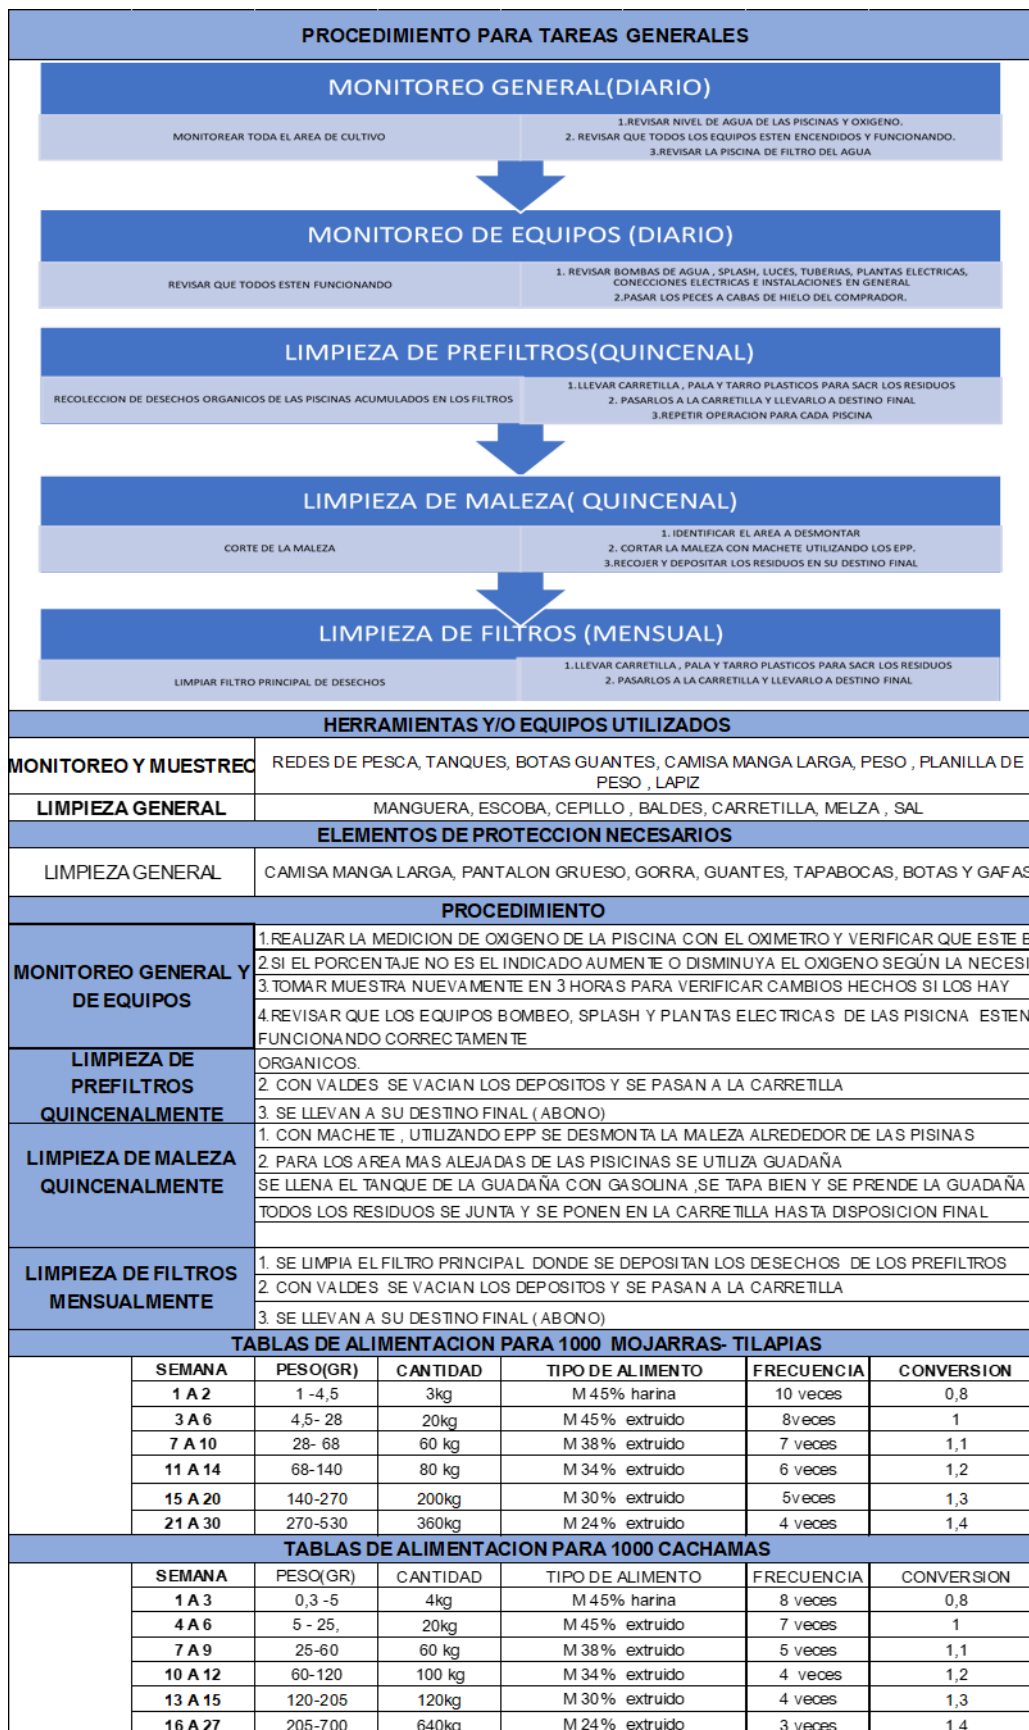 PROCEDIMIENTO PARA TAREAS GENERALES
MONITOREO GENERAL(DIARIO)
MONITOREAR TODA EL AREA DE CULTIVO
1.REVISAR NIVEL DE AGUA DE LAS PISCINAS Y OXIGENO.
2. REVISAR QUE TODOS LOS EQUIPOS ESTEN ENCENDIDOS Y FUNCIONANDO.
3.REVISAR LA PISCINA DE FILTRO DEL AGUA
MONITOREO DE EQUIPOS (DIARIO)
REVISAR QUE TODOS ESTEN FUNCIONANDO
1. REVISAR BOMBAS DE AGUA , SPLASH, LUCES, TUBERIAS, PLANTAS ELECTRICAS,
CONECCIONES ELECTRICAS E INSTALACIONES EN GENERAL
2.PASAR LOS PECES A CABAS DE HIELO DEL COMPRADOR.
LIMPIEZA DE PREFILTROS(QUINCENAL)
RECOLECCION DE DESECHOS ORGANICOS DE LAS PISCINAS ACUMULADOS EN LOS FILTROS
1.LLEVAR CARRETILLA , PALA Y TARRO PLASTICOS PARA SACR LOS RESIDUOS
2. PASARLOS A LA CARRETILLA Y LLEVARLO A DESTINO FINAL
3.REPETIR OPERACION PARA CADA PISCINA
LIMPIEZA DE MALEZA( QUINCENAL)
CORTE DE LA MALEZA
1. IDENTIFICAR EL AREA A DESMONTAR
2. CORTAR LA MALEZA CON MACHETE UTILIZANDO LOS EPP.
3.RECOJER Y DEPOSITAR LOS RESIDUOS EN SU DESTINO FINAL
LIMPIEZA DE FILTROS (MENSUAL)
LIMPIAR FILTRO PRINCIPAL DE DESECHOS
1.LLEVAR CARRETILLA , PALA Y TARRO PLASTICOS PARA SACR LOS RESIDUOS
2. PASARLOS A LA CARRETILLA Y LLEVARLO A DESTINO FINAL
HERRAMIENTAS Y/O EQUIPOS UTILIZADOS
MONITOREO Y MUESTREO
REDES DE PESCA, TANQUES, BOTAS GUANTES, CAMISA MANGA LARGA, PESO , PLANILLA DE
PESO , LAPIZ
LIMPIEZA GENERAL MANGUERA, ESCOBA, CEPILLO , BALDES, CARRETILLA, MELZA , SAL
ELEMENTOS DE PROTECCION NECESARIOS
LIMPIEZA GENERAL CAMISA MANGA LARGA, PANTALON GRUESO, GORRA, GUANTES, TAPABOCAS, BOTAS Y GAFAS
PROCEDIMIENTO
MONITOREO GENERAL Y
DE EQUIPOS
1.REALIZAR LA MEDICION DE OXIGENO DE LA PISCINA CON EL OXIMETRO Y VERIFICAR QUE ESTE
2.SI EL PORCENTAJE NO ES EL INDICADO AUMENTE O DISMINUYA EL OXIGENO SEGÚN LA NECESI
3.TOMAR MUESTRA NUEVAMENTE EN 3 HORAS PARA VERIFICAR CAMBIOS HECHOS SI LOS HAY
4.REVISAR QUE LOS EQUIPOS BOMBEO, SPLASH Y PLANTAS ELECTRICAS DE LAS PISICNA ESTEN
FUNCIONANDO CORRECTAMENTE
LIMPIEZA DE
PREFILTROS
QUINCENALMENTE
ORGANICOS.
2. CON VALDES SE VACIAN LOS DEPOSITOS Y SE PASAN A LA CARRETILLA
3. SE LLEVAN A SU DESTINO FINAL ( ABONO)
LIMPIEZA DE MALEZA
QUINCENALMENTE
1. CON MACHETE , UTILIZANDO EPP SE DESMONTA LA MALEZA ALREDEDOR DE LAS PISINAS
2. PARA LOS AREA MAS ALEJADAS DE LAS PISICINAS SE UTILIZA GUADAÑA
SE LLENA EL TANQUE DE LA GUADAÑA CON GASOLINA ,SE TAPA BIEN Y SE PRENDE LA GUADAÑA
TODOS LOS RESIDUOS SE JUNTA Y SE PONEN EN LA CARRETILLA HASTA DISPOSICION FINAL
LIMPIEZA DE FILTROS
MENSUALMENTE
1. SE LIMPIA EL FILTRO PRINCIPAL DONDE SE DEPOSITAN LOS DESECHOS DE LOS PREFILTROS
2. CON VALDES SE VACIAN LOS DEPOSITOS Y SE PASAN A LA CARRETILLA
3. SE LLEVAN A SU DESTINO FINAL ( ABONO)
TABLAS DE ALIMENTACION PARA 1000 MOJARRAS- TILAPIAS
SEMANA PESO(GR) CANTIDAD TIPO DE ALIMENTO FRECUENCIA CONVERSION
1 A 2 1 -4,5 3kg M 45% harina 10 veces 0,8
3 A 6 4,5- 28 20kg M 45% extruido 8veces 1
7 A 10 28- 68 60 kg M 38% extruido 7 veces 1,1
11 A 14 68-140 80 kg M 34% extruido 6 veces 1,2
15 A 20 140-270 200kg M 30% extruido 5veces 1,3
21 A 30 270-530 360kg M 24% extruido 4 veces 1,4
TABLAS DE ALIMENTACION PARA 1000 CACHAMAS
SEMANA PESO(GR) CANTIDAD TIPO DE ALIMENTO FRECUENCIA CONVERSION
1 A 3 0,3 -5 4kg M 45% harina 8 veces 0,8
4 A 6 5 - 25, 20kg M 45% extruido 7 veces 1
7 A 9 25-60 60 kg M 38% extruido 5 veces 1,1
10 A 12 60-120 100 kg M 34% extruido 4 veces 1,2
13 A 15 120-205 120kg M 30% extruido 4 veces 1,3
16 A 27 205-700 640kg M 24% extruido 3 veces 1,4